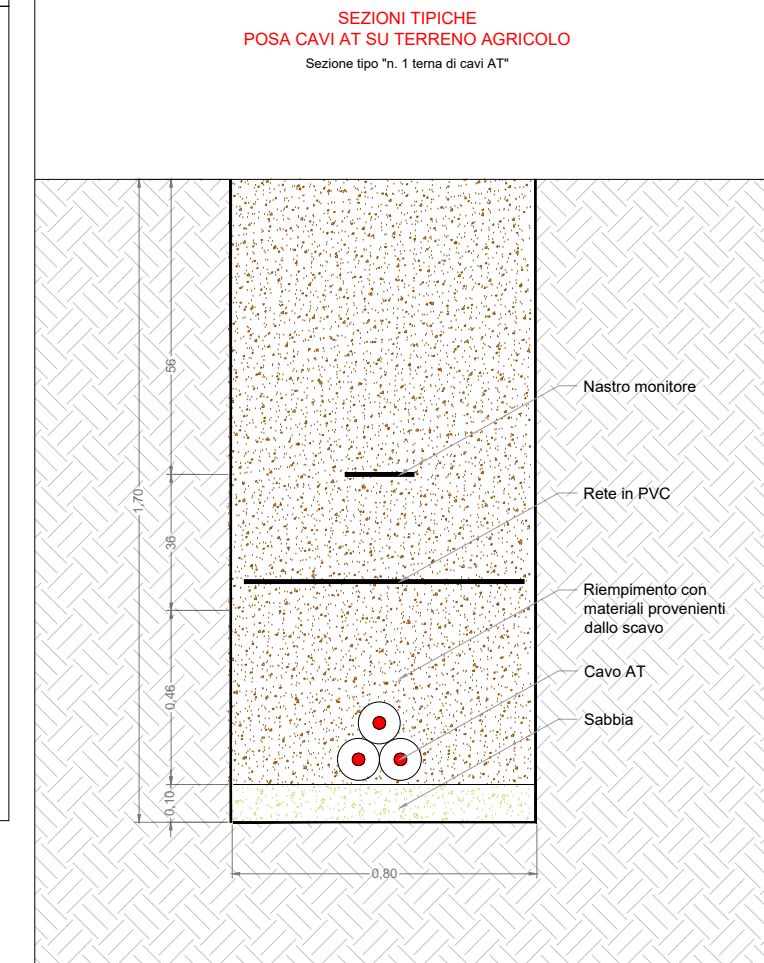 SEZIONI TIPICHE
POSA CAVI AT SU TERRENO AGRICOLO
Sezione tipo "n. 1 terna di cavi AT"
56
Nastro monitore
1,70
Rete in PVC
36
Riempimento con
materiali provenienti
dallo scavo
Cavo AT
0,46
Sabbia
0,10
0,80